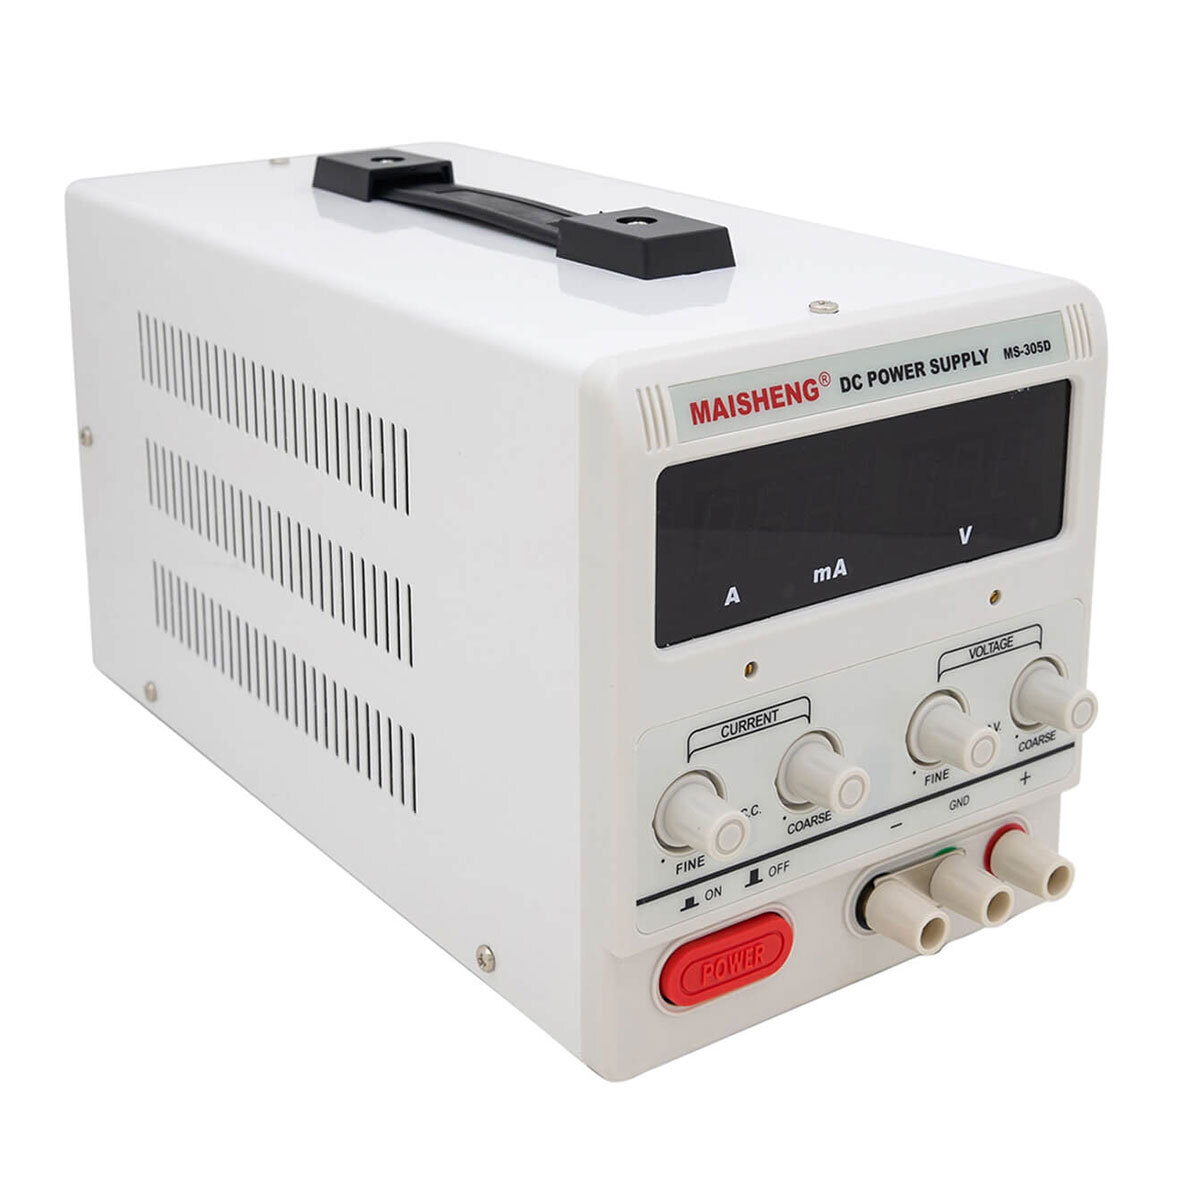 MAISHENG® DC POWER SUPPLY MS-305D
A mA V
VOLTAGE
CURRENT
FINE COARSE
C.C.
FINE COARSE
- GND +
ON OFF
POWER